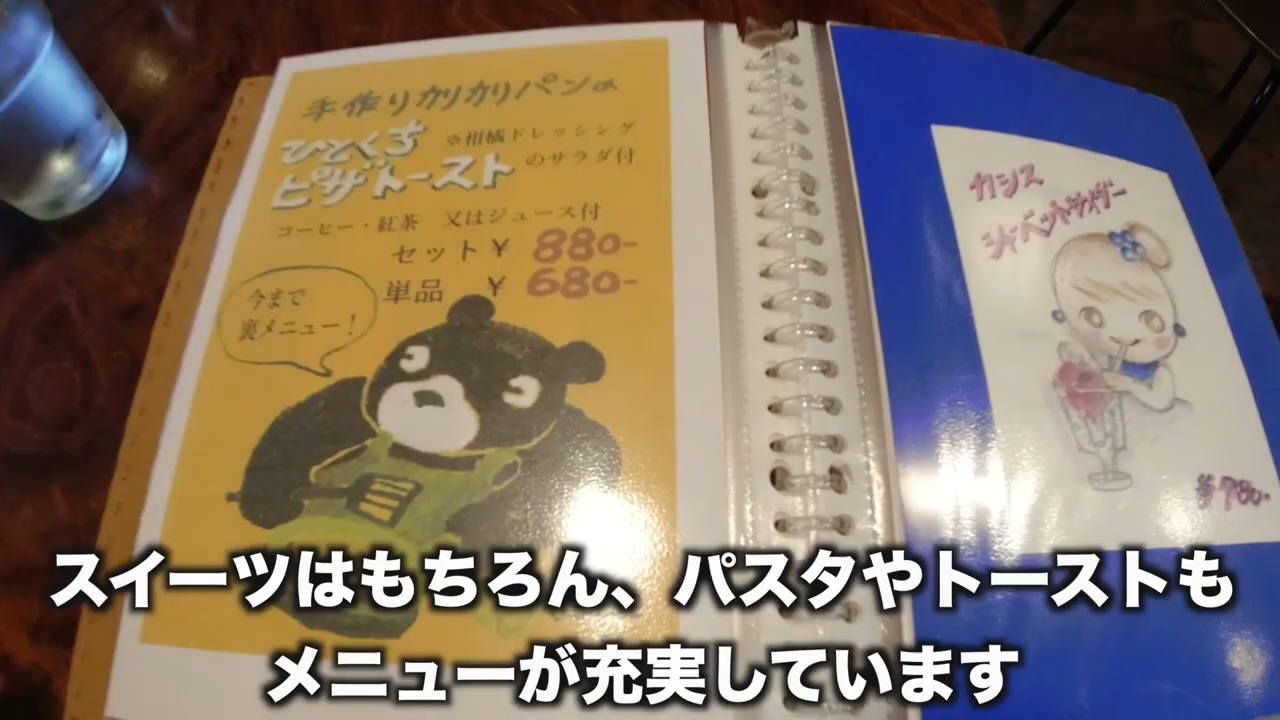 手作りカリカリパンの
ひとくち
ピザトースト
※柑橘ドレッシング
のサラダ付
コーヒー・紅茶 又はジュース付
セット¥ 880-
単品 ¥ 680-
今まで
裏メニュー!
カシス
シャーベットサイダー
¥780-
スイーツはもちろん、パスタやトーストも
メニューが充実しています